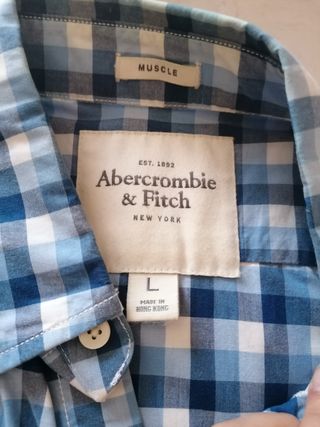 MUSCLE
EST. 1892
Abercrombie
& Fitch
NEW YORK
L
MADE IN
HONG KONG